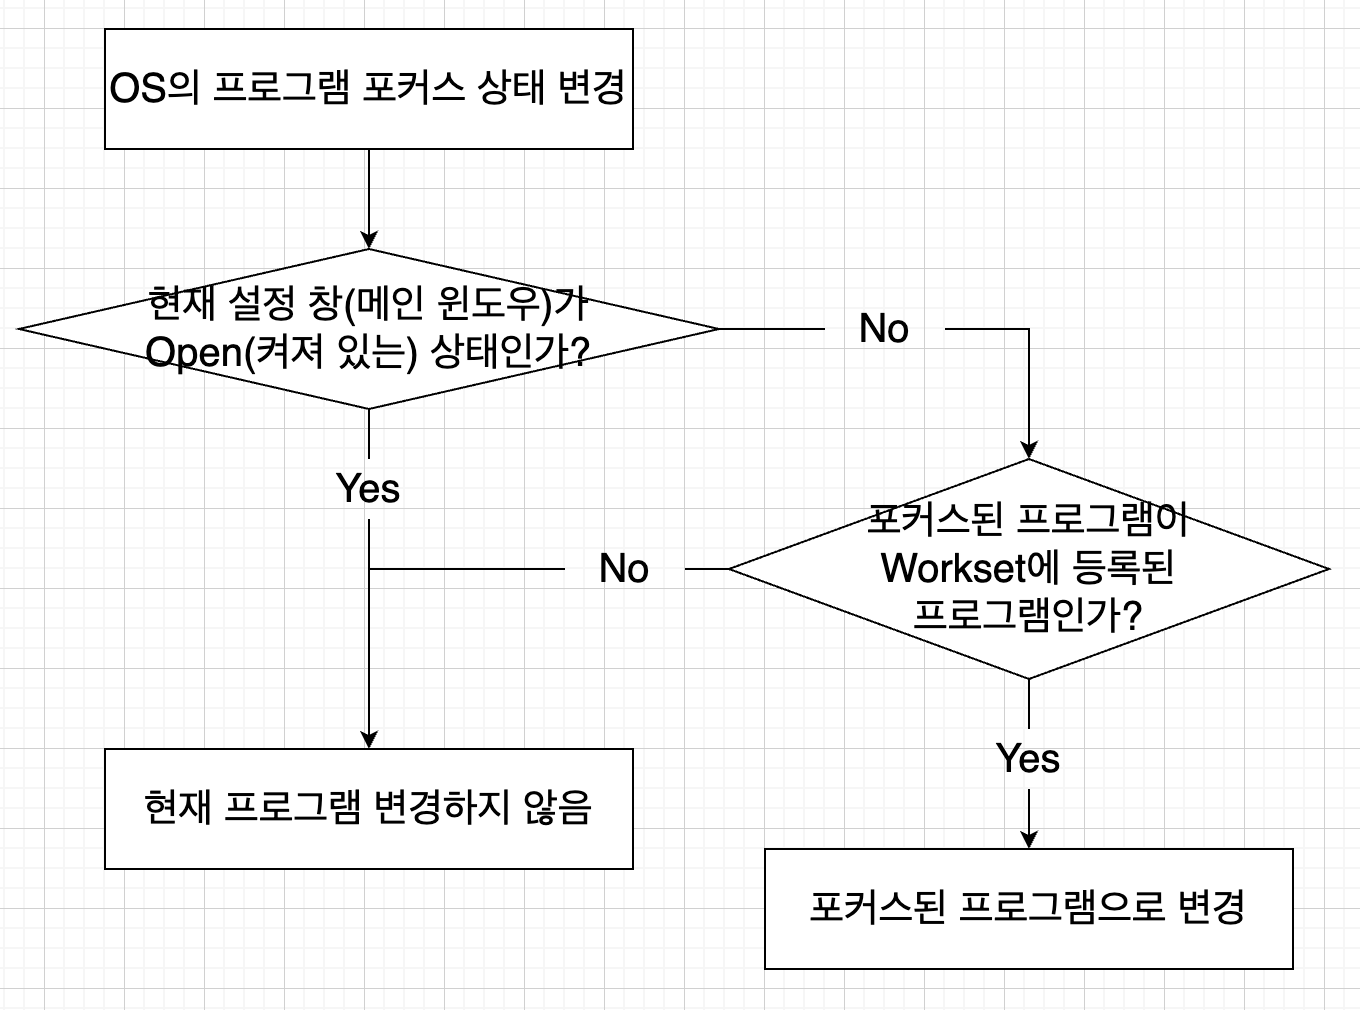 OS의 프로그램 포커스 상태 변경
현재 설정 창(메인 윈도우)가
Open(켜져 있는) 상태인가?
No
Yes
포커스된 프로그램이
Workset에 등록된
프로그램인가?
No
Yes
현재 프로그램 변경하지 않음
포커스된 프로그램으로 변경